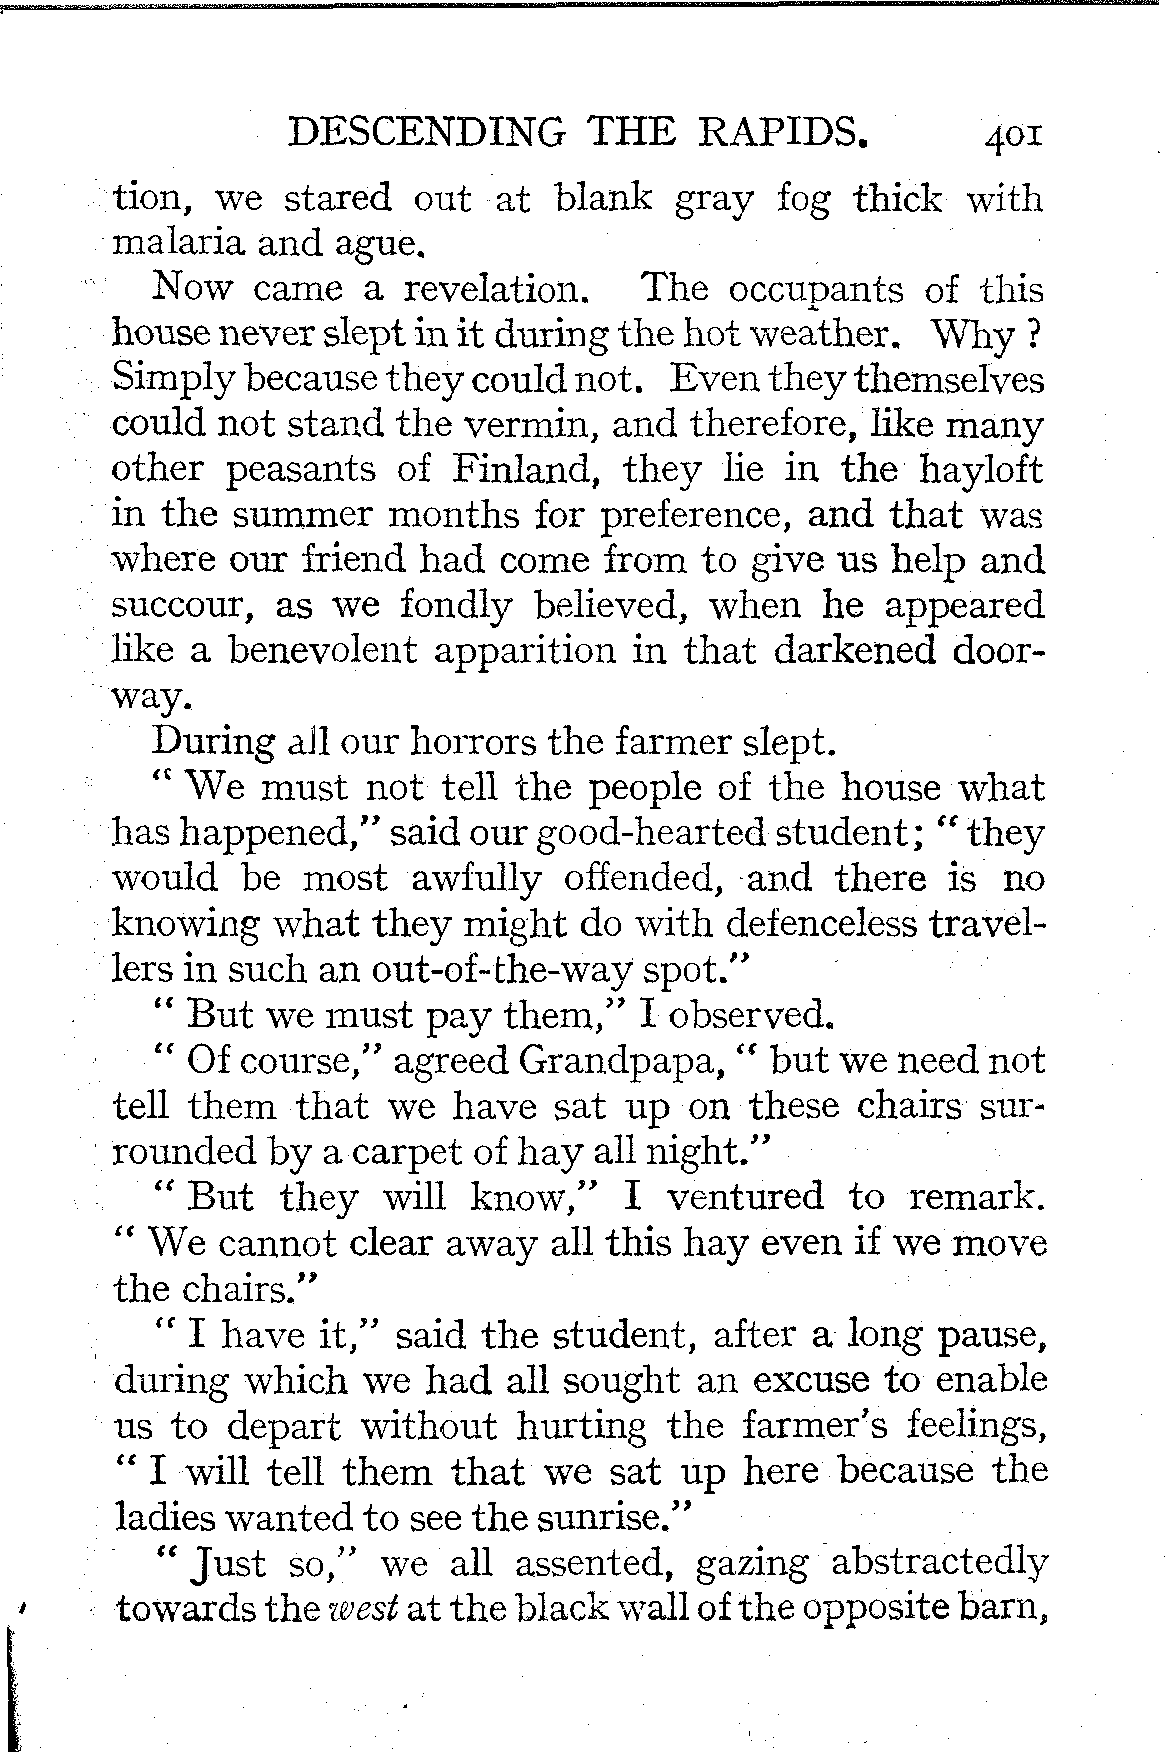 DESCENDING THE RAPIDS. 401
tion, we stared out at blank gray fog thick with
malaria and ague.
Now came a revelation. The occupants of this
house never slept in it during the hot weather. Why ?
Simply because they could not. Even they themselves
could not stand the vermin, and therefore, like many
other peasants of Finland, they lie in the hayloft
in the summer months for preference, and that was
where our friend had come from to give us help and
succour, as we fondly believed, when he appeared
like a benevolent apparition in that darkened door-
way.
During all our horrors the farmer slept.
“ We must not tell the people of the house what
has happened,” said our good-hearted student; “ they
would be most awfully offended, and there is no
knowing what they might do with defenceless travel-
lers in such an out-of-the-way spot.”
“ But we must pay them,” I observed.
“ Of course,” agreed Grandpapa, “ but we need not
tell them that we have sat up on these chairs sur-
rounded by a carpet of hay all night.”
“ But they will know,” I ventured to remark.
“ We cannot clear away all this hay even if we move
the chairs.”
“ I have it,” said the student, after a long pause,
during which we had all sought an excuse to enable
us to depart without hurting the farmer's feelings,
“ I will tell them that we sat up here because the
ladies wanted to see the sunrise.”
“ Just so,” we all assented, gazing abstractedly
towards the west at the black wall of the opposite barn,